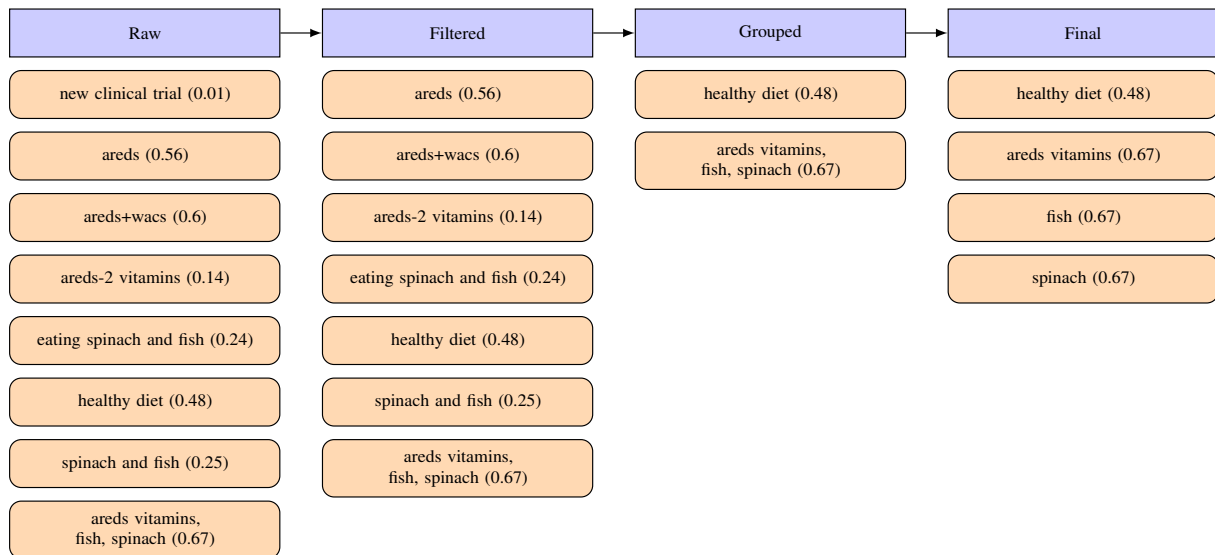 Raw
new clinical trial (0.01)
areds (0.56)
areds+wacs (0.6)
areds-2 vitamins (0.14)
eating spinach and fish (0.24)
healthy diet (0.48)
spinach and fish (0.25)
areds vitamins,
fish, spinach (0.67)
Filtered
areds (0.56)
areds+wacs (0.6)
areds-2 vitamins (0.14)
eating spinach and fish (0.24)
healthy diet (0.48)
spinach and fish (0.25)
areds vitamins,
fish, spinach (0.67)
Grouped
healthy diet (0.48)
areds vitamins,
fish, spinach (0.67)
Final
healthy diet (0.48)
areds vitamins (0.67)
fish (0.67)
spinach (0.67)